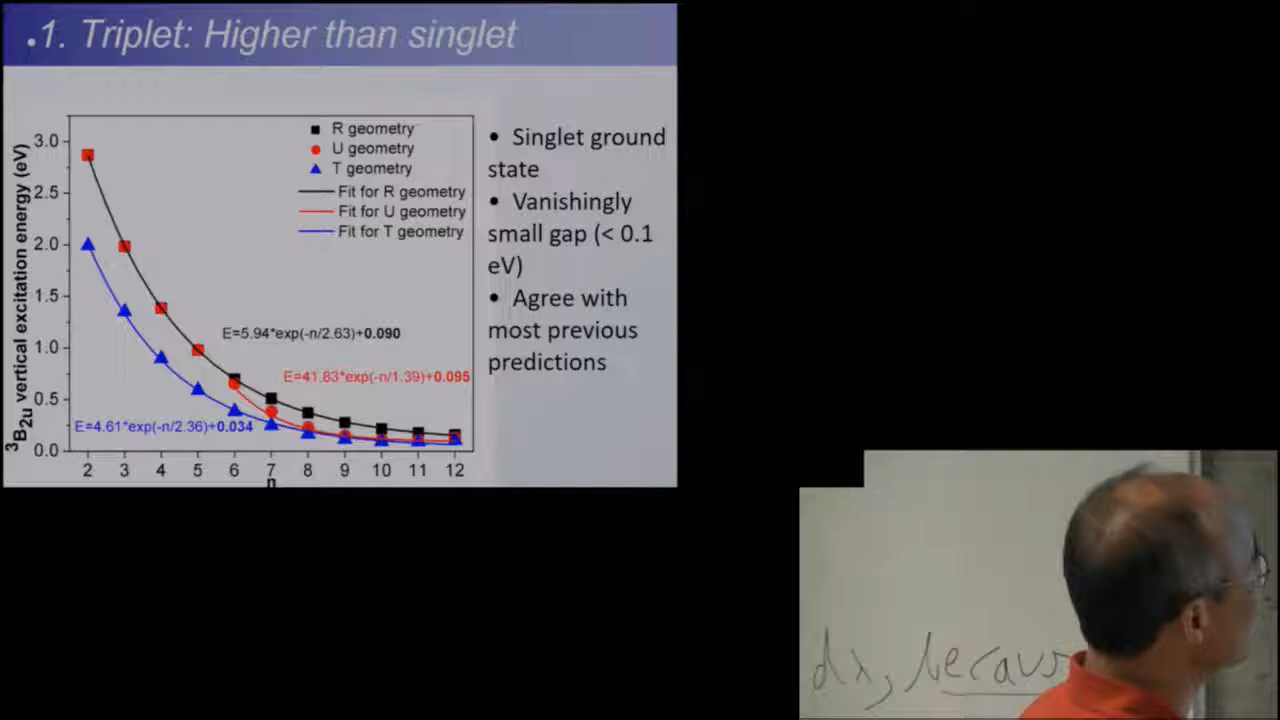 •1. Triplet: Higher than singlet
3.0
2.5
2.0
1.5
1.0
0.5
0.0
³B2u vertical excitation energy (eV)
R geometry
U geometry
T geometry
Fit for R geometry
Fit for U geometry
Fit for T geometry
E=5.94*exp(-n/2.63)+0.090
E=41.83*exp(-n/1.39)+0.095
E=4.61*exp(-n/2.36)+0.034
2 3 4 5 6 7 8 9 10 11 12
n
• Singlet ground
state
• Vanishingly
small gap (< 0.1
eV)
• Agree with
most previous
predictions
dx, becaus